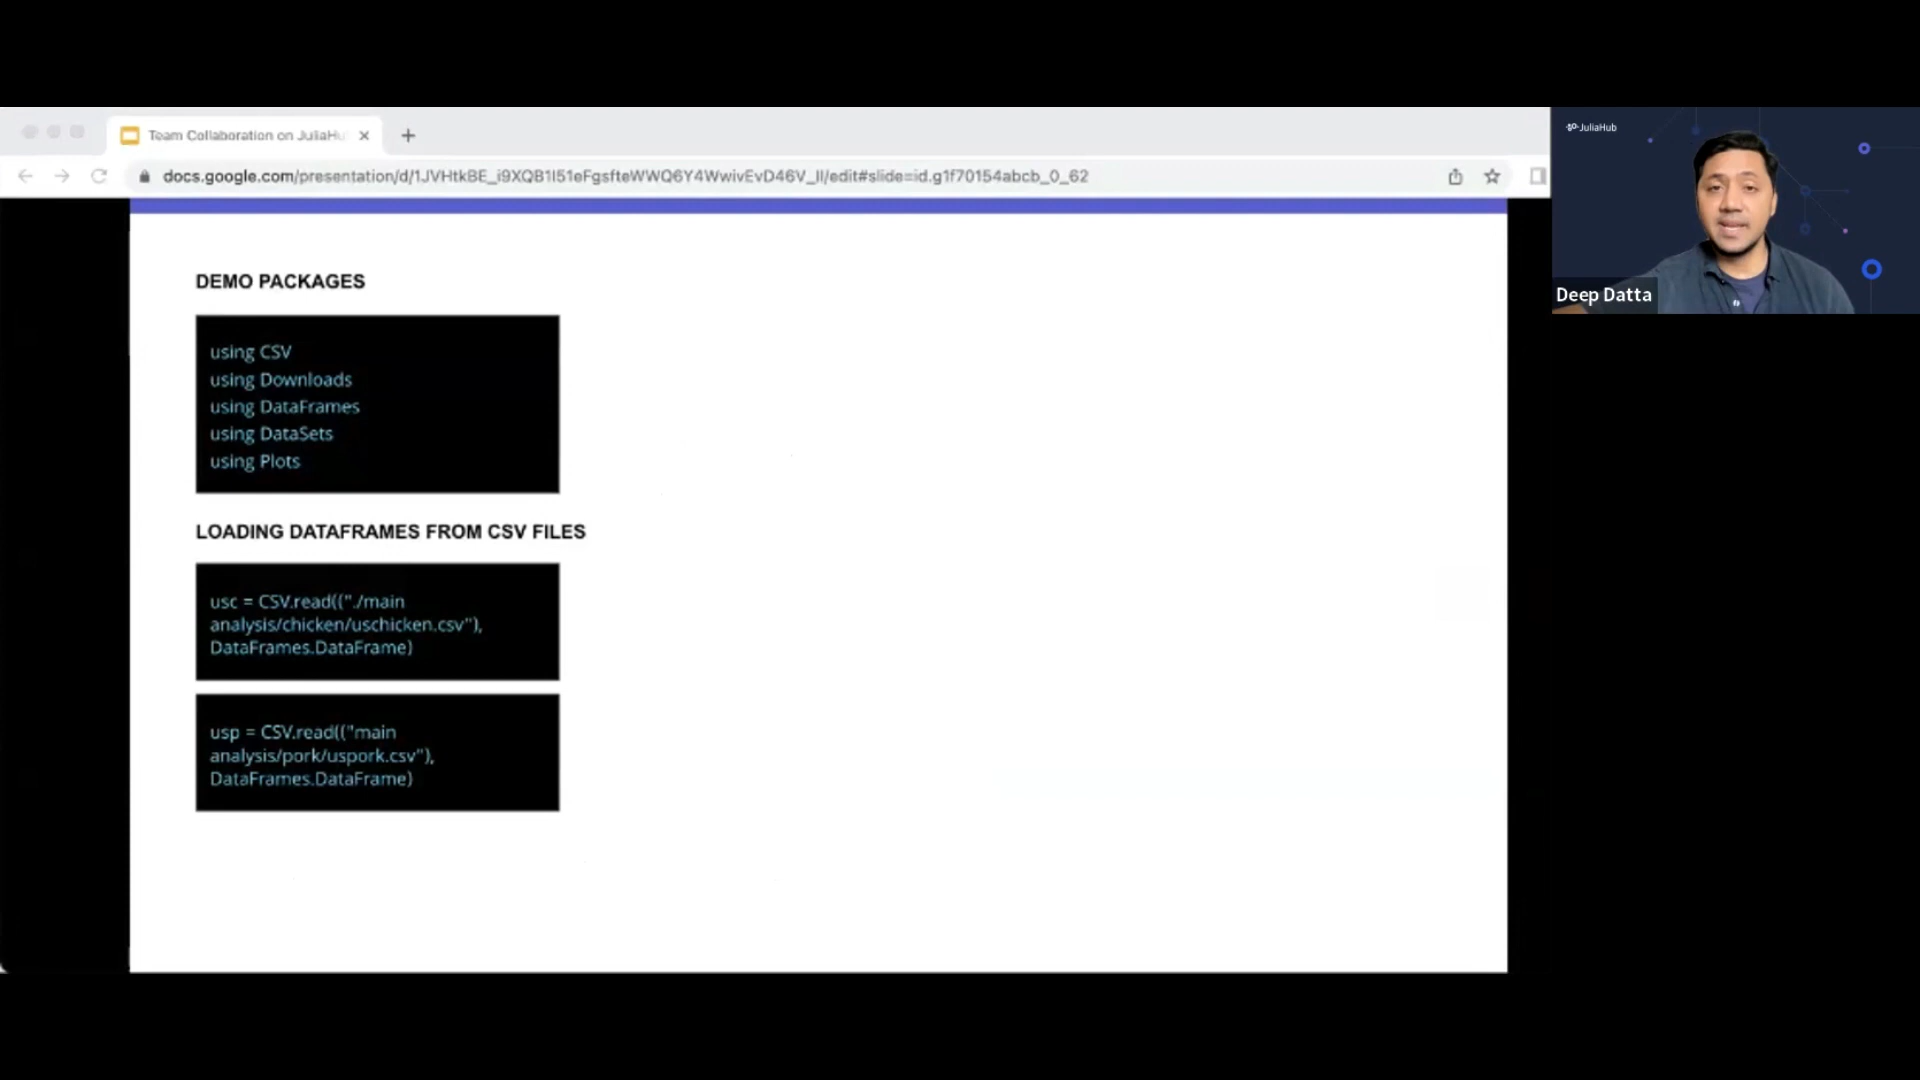 Team Collaboration on JuliaHu
docs.google.com/presentation/d/1JVHtkBE_i9XQB1I51eFgsfteWWQ6Y4WwivEvD46V_II/edit#slide=id.g1f70154abcb_0_62
JuliaHub
Deep Datta
DEMO PACKAGES
using CSV
using Downloads
using DataFrames
using DataSets
using Plots
LOADING DATAFRAMES FROM CSV FILES
usc = CSV.read(("./main
analysis/chicken/uschicken.csv"),
DataFrames.DataFrame)
usp = CSV.read(("main
analysis/pork/uspork.csv"),
DataFrames.DataFrame)